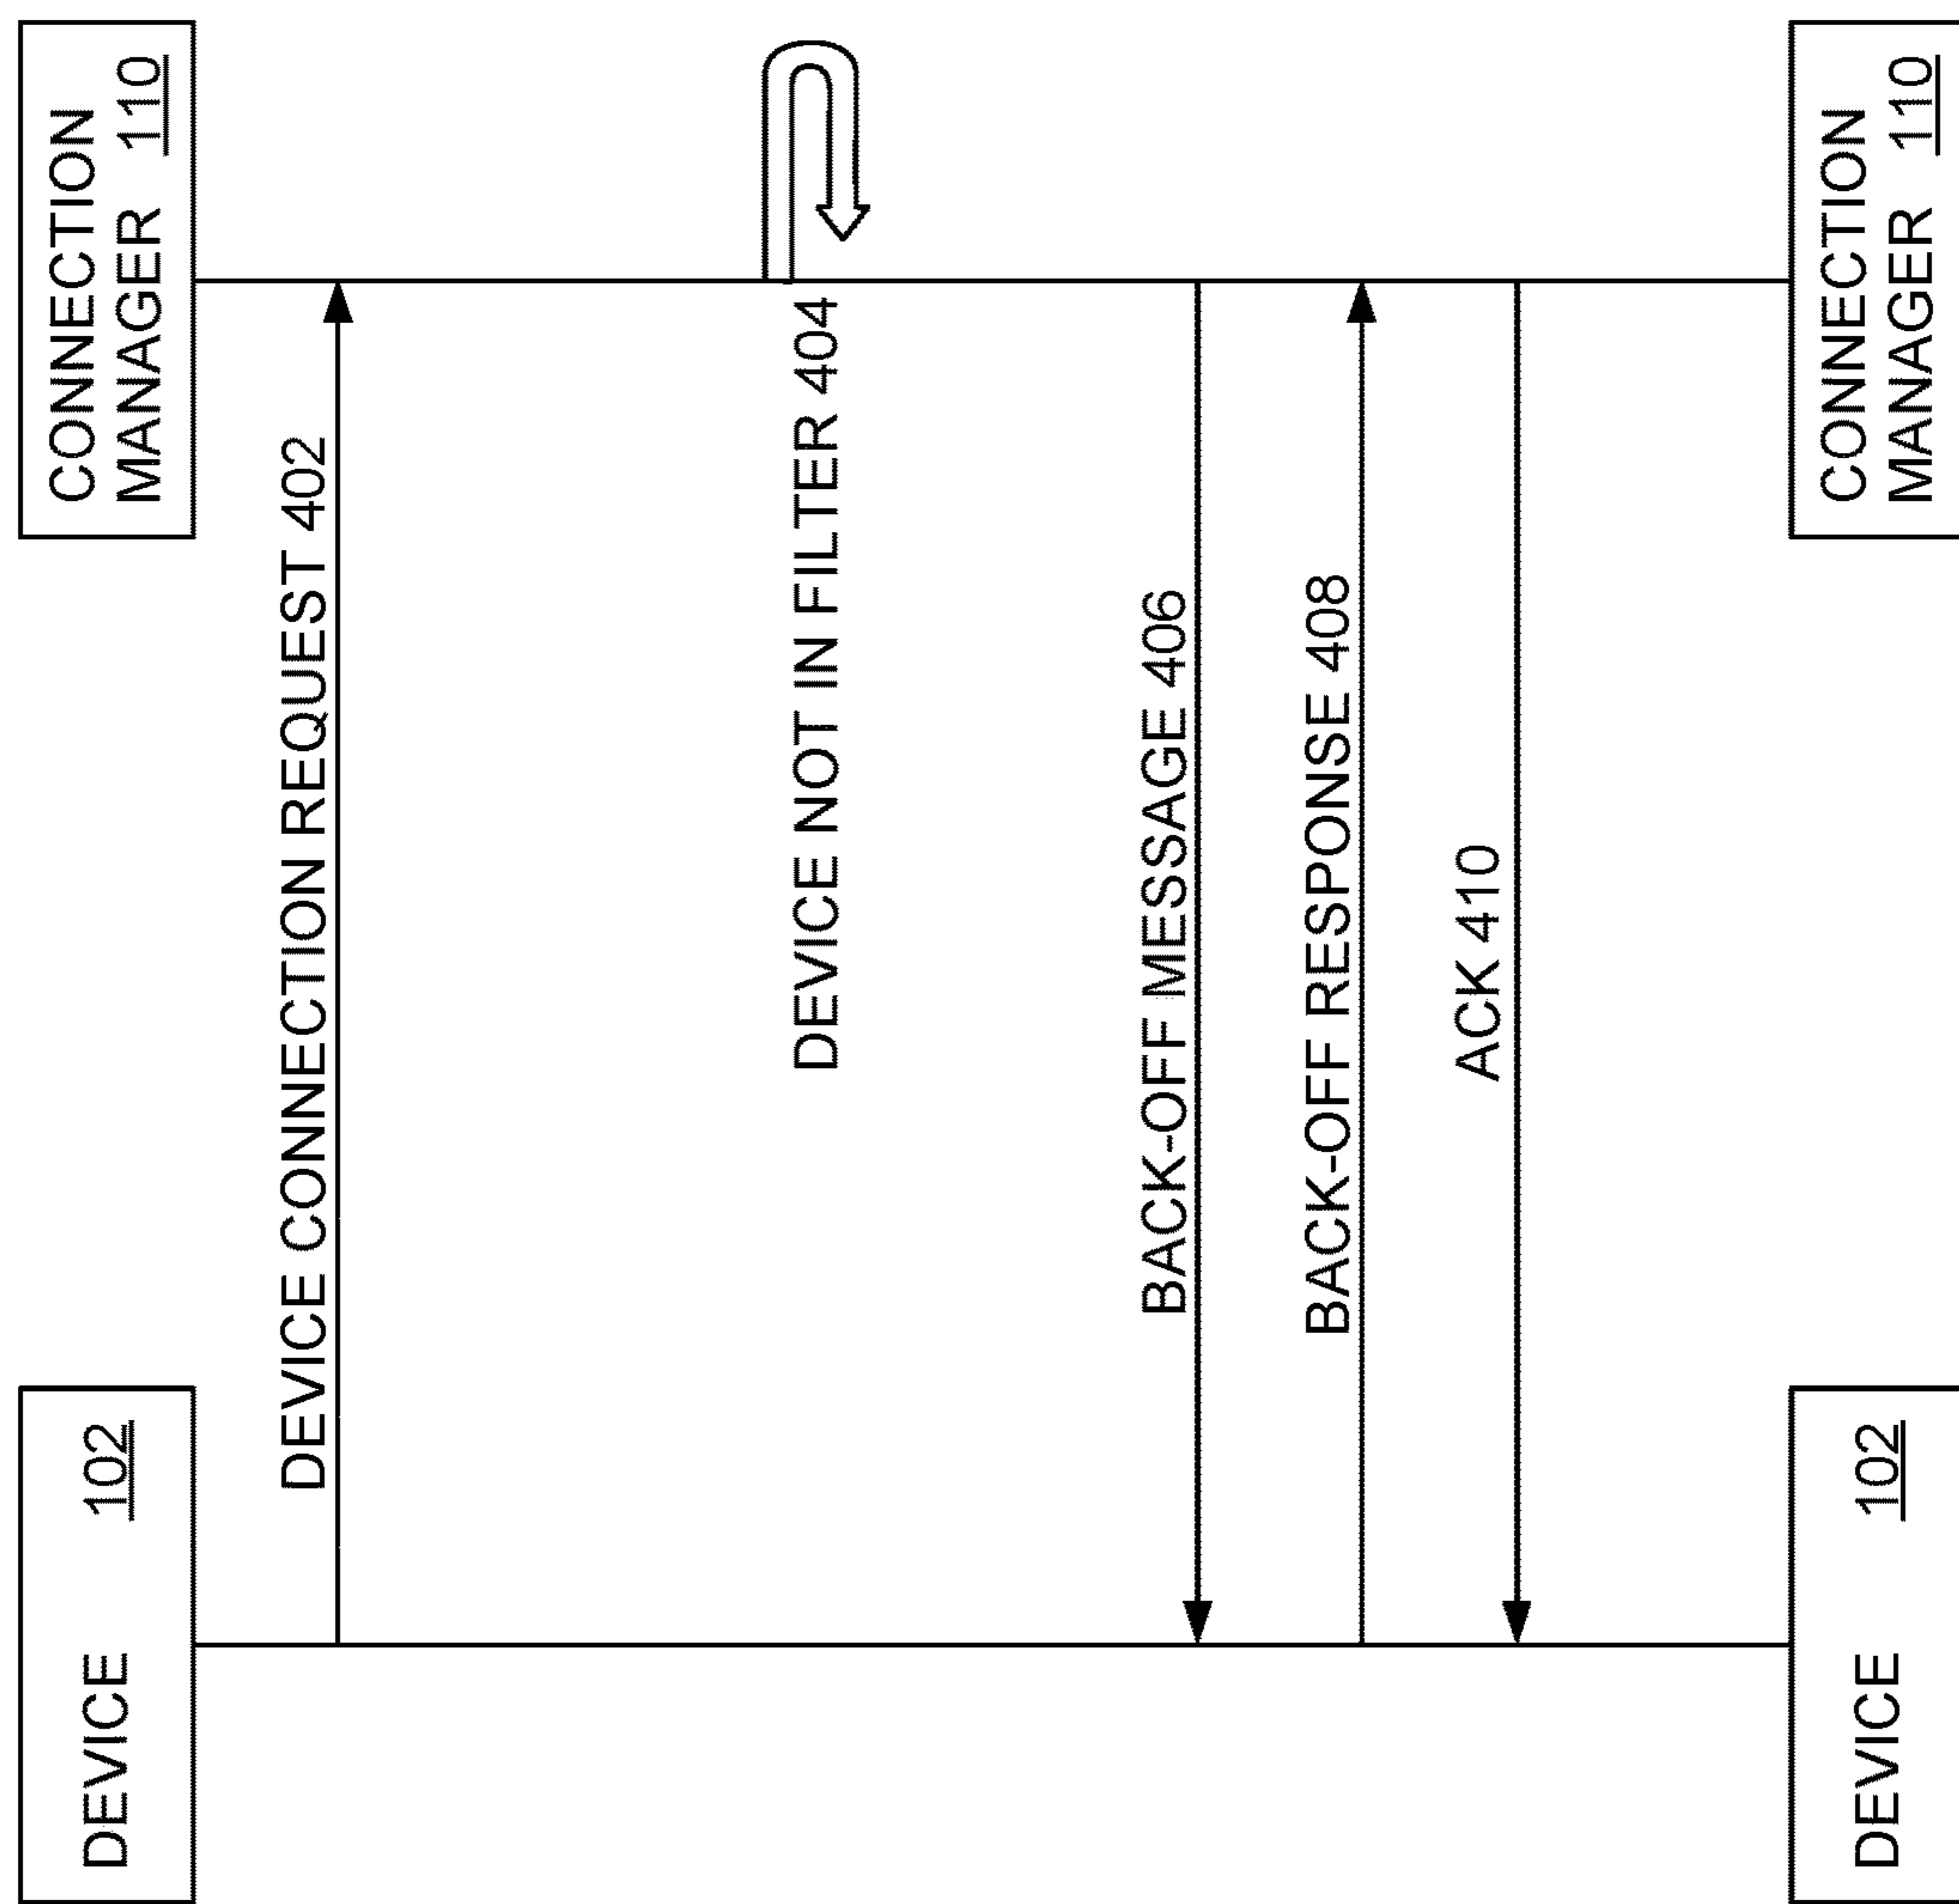 DEVICE 102
CONNECTION
MANAGER 110
DEVICE CONNECTION REQUEST 402
DEVICE NOT IN FILTER 404
BACK-OFF MESSAGE 406
BACK-OFF RESPONSE 408
ACK 410
DEVICE 102
CONNECTION
MANAGER 110